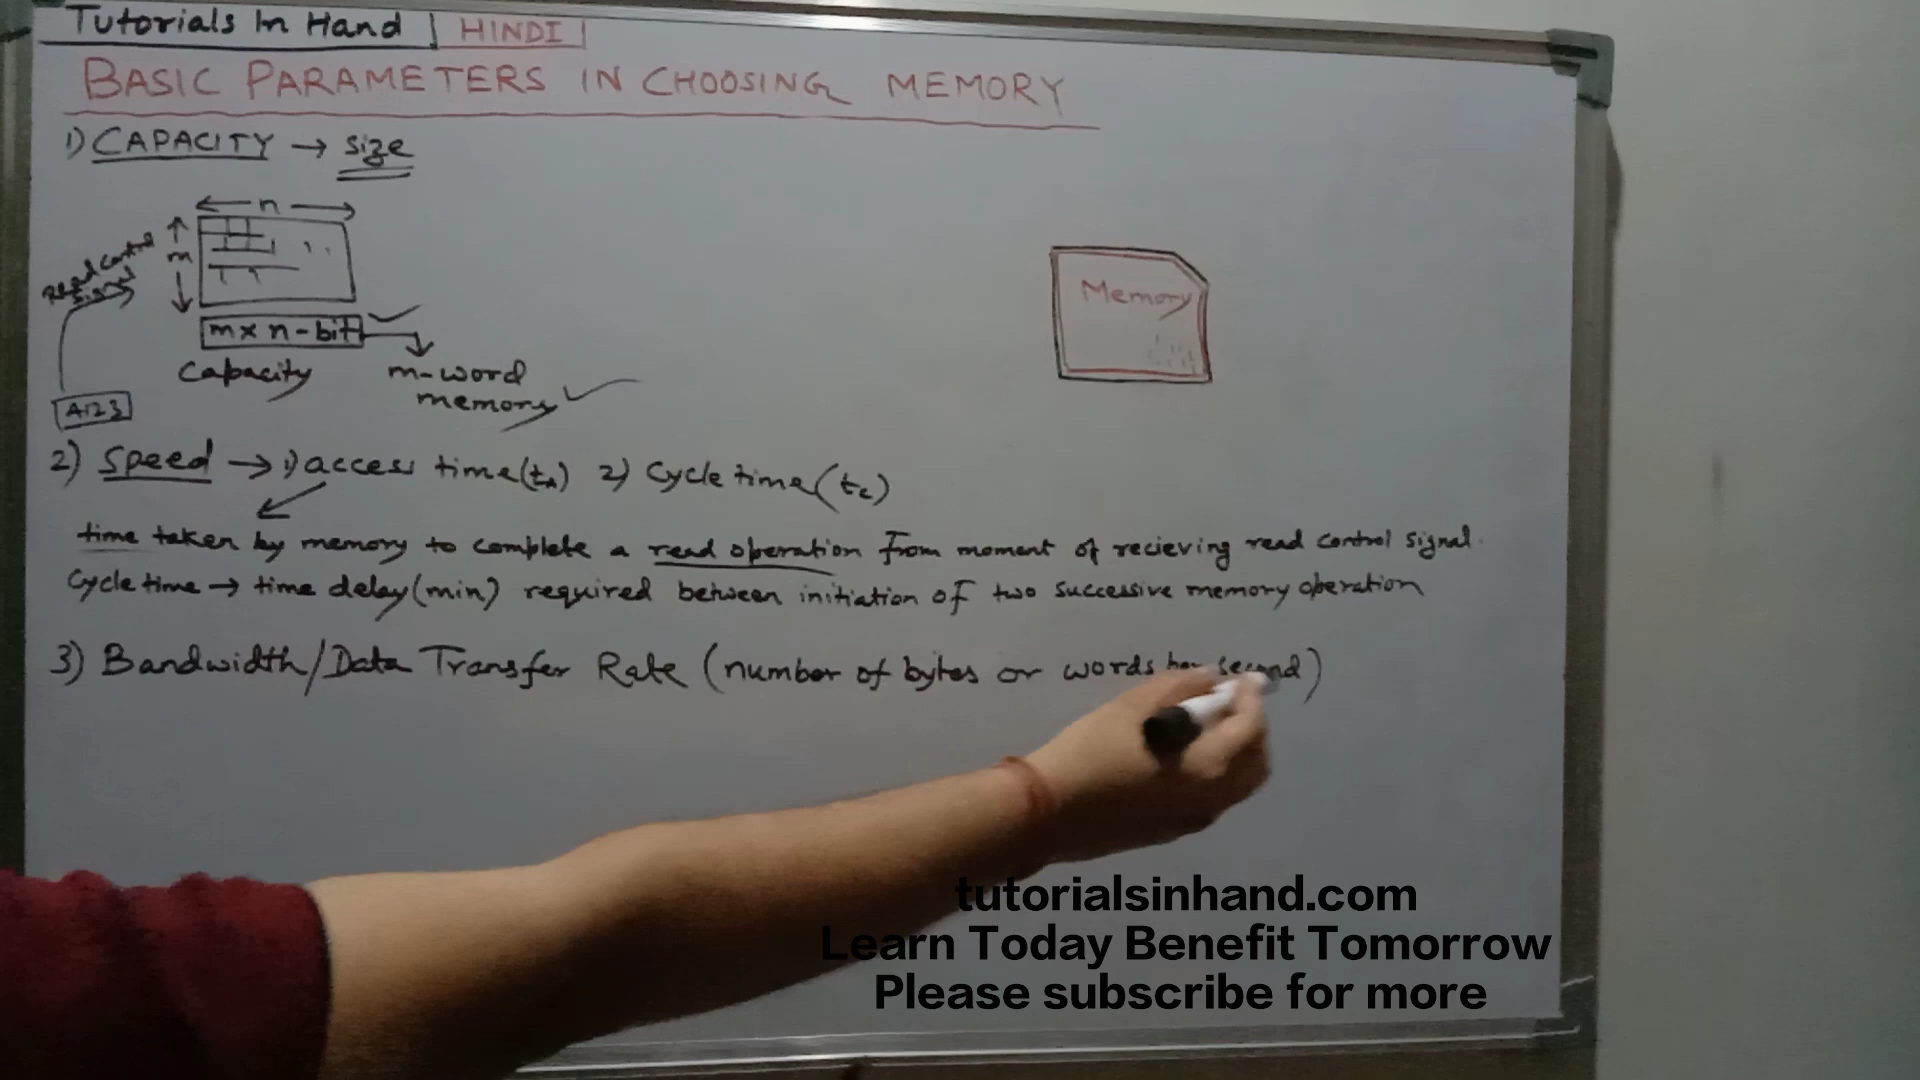 Tutorials In Hand | HINDI
BASIC PARAMETERS IN CHOOSING MEMORY
1) CAPACITY → size
n
m
Read Control
Signal
m x n-bit
Capacity
m-word
memory
A123
Memory
2) Speed → 1) access time (tA) 2) Cycle time (tc)
time taken by memory to complete a read operation from moment of recieving read control signal.
Cycle time → time delay (min) required between initiation of two successive memory operation
3) Bandwidth/Data Transfer Rate (number of bytes or words per second)
tutorialsinhand.com
Learn Today Benefit Tomorrow
Please subscribe for more